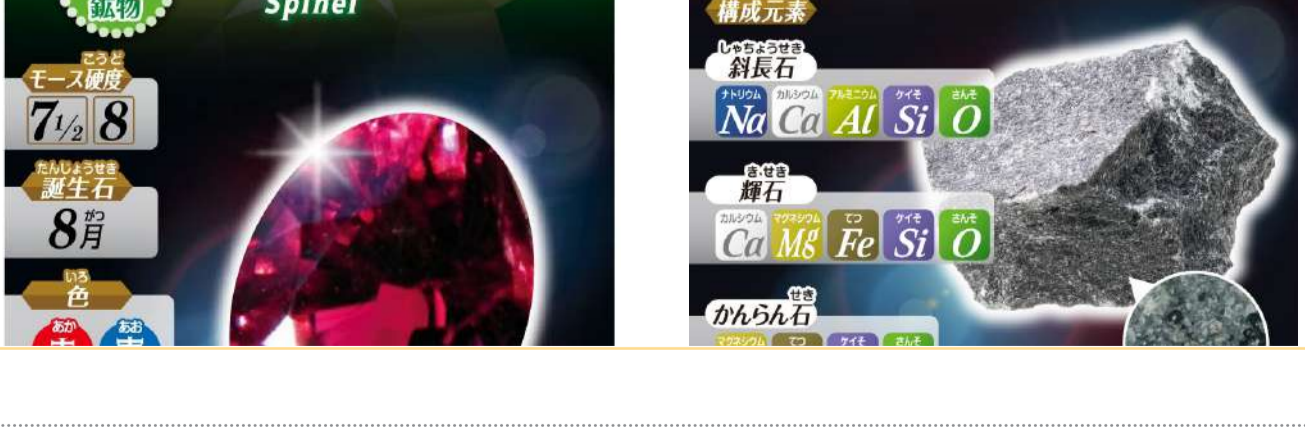 鉱物
Spinel
こうど
モース硬度
7 1/2 8
たんじょうせき
誕生石
がつ
8月
いろ
色
あか あお
構成元素
しゃちょうせき
斜長石
ナトリウム カルシウム アルミニウム ケイそ さんそ
Na Ca Al Si O
き.せき
輝石
カルシウム マグネシウム てつ ケイそ さんそ
Ca Mg Fe Si O
せき
かんらん石
マグネシウム てつ ケイそ さんそ